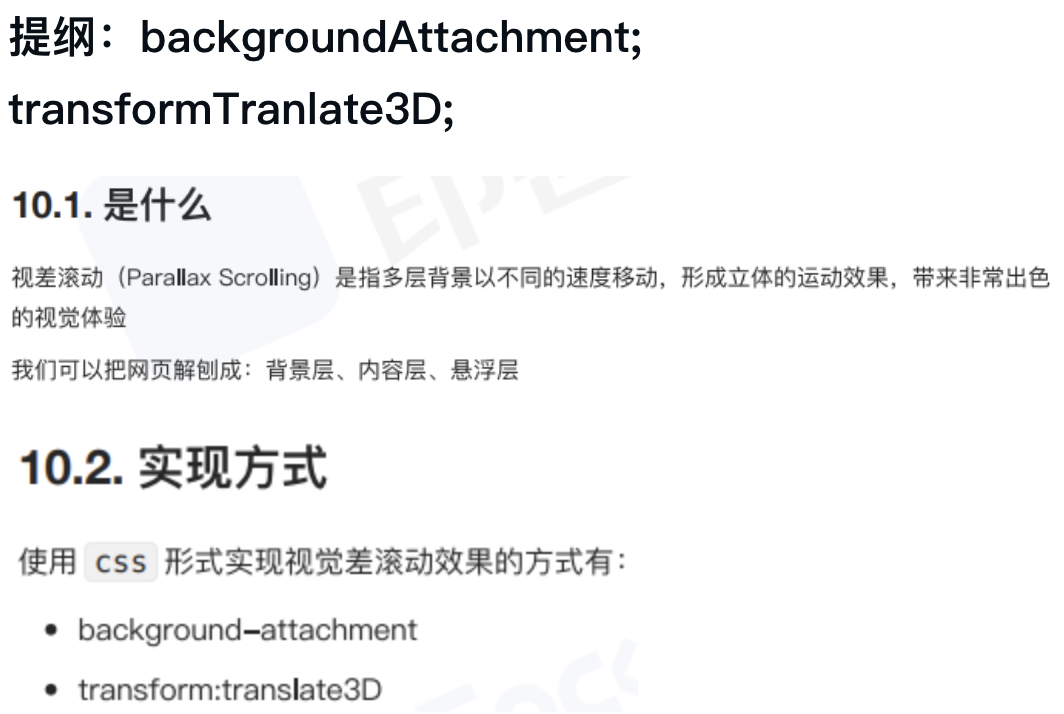 提纲：backgroundAttachment;
transformTranlate3D;
10.1. 是什么
视差滚动（Parallax Scrolling）是指多层背景以不同的速度移动，形成立体的运动效果，带来非常出色
的视觉体验
我们可以把网页解刨成：背景层、内容层、悬浮层
10.2. 实现方式
使用 css 形式实现视觉差滚动效果的方式有：
• background-attachment
• transform:translate3D